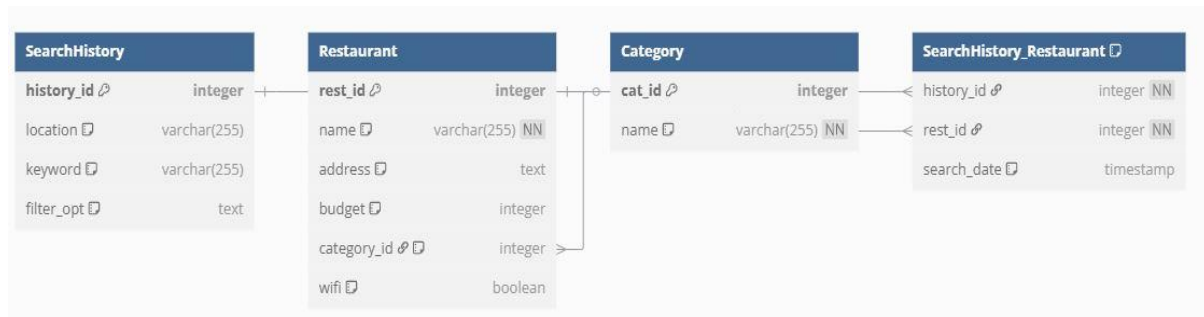 SearchHistory
history_id integer
location varchar(255)
keyword varchar(255)
filter_opt text
Restaurant
rest_id integer
name varchar(255) NN
address text
budget integer
category_id integer
wifi boolean
Category
cat_id integer
name varchar(255) NN
SearchHistory_Restaurant
history_id integer NN
rest_id integer NN
search_date timestamp